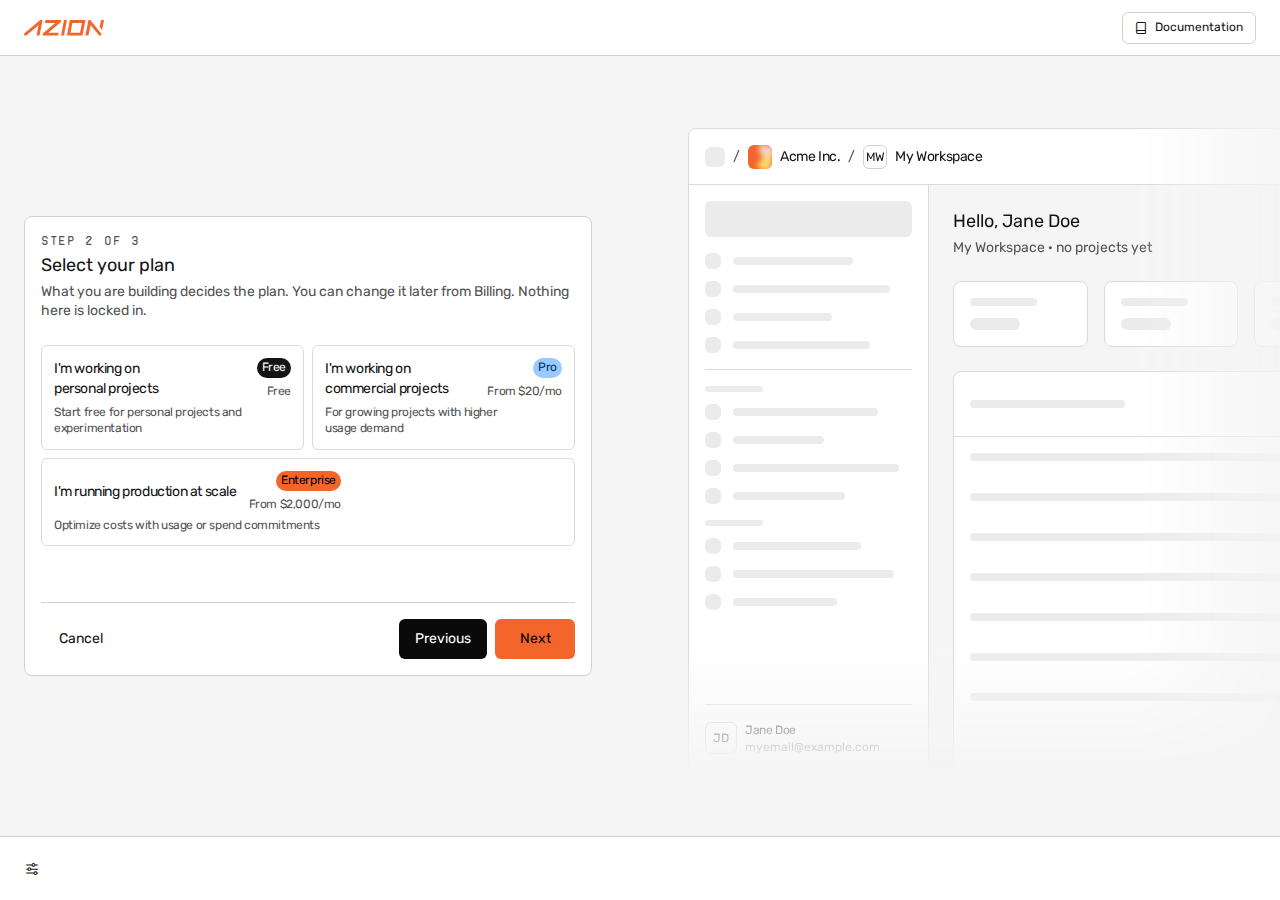 AZION
Documentation
/ Acme Inc. / MW My Workspace
Hello, Jane Doe
My Workspace • no projects yet
STEP 2 OF 3
Select your plan
What you are building decides the plan. You can change it later from Billing. Nothing
here is locked in.
I'm working on
personal projects
Free
Free
Start free for personal projects and
experimentation
I'm working on
commercial projects
Pro
From $20/mo
For growing projects with higher
usage demand
I'm running production at scale
Enterprise
From $2,000/mo
Optimize costs with usage or spend commitments
Cancel
Previous
Next
JD
Jane Doe
myemail@example.com